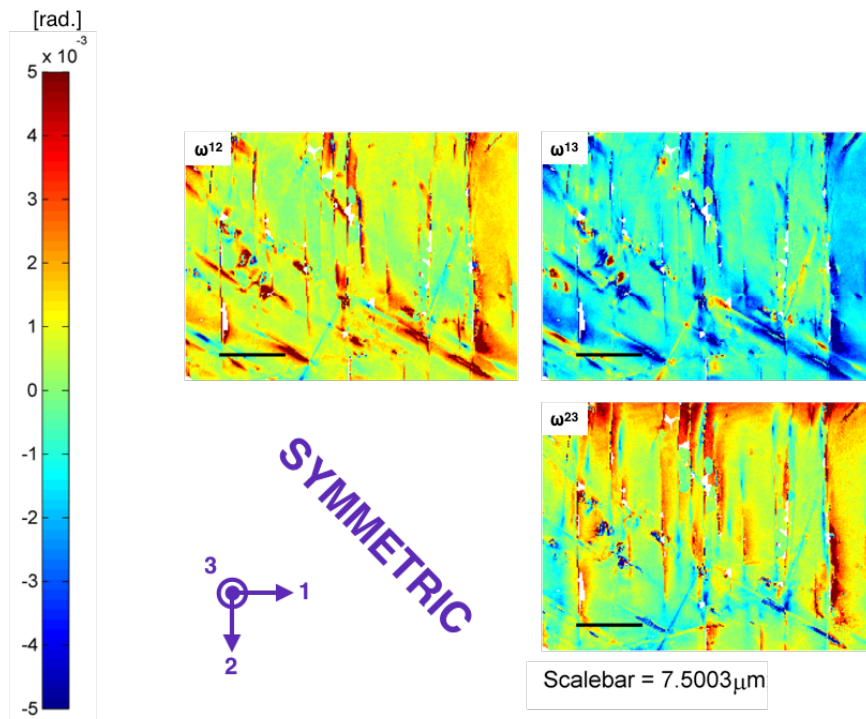 [rad.]
x 10⁻³
5
4
3
2
1
0
-1
-2
-3
-4
-5
ω¹²
ω¹³
ω²³
SYMMETRIC
3
1
2
Scalebar = 7.5003μm